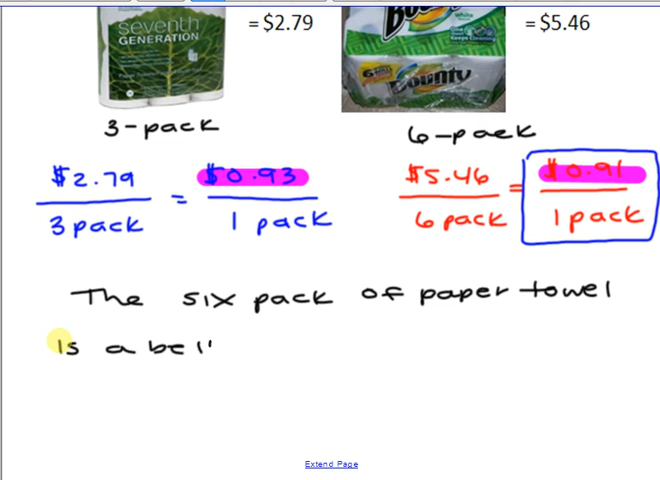 seventh
GENERATION
= $2.79
BOUNTY
= $5.46
3-pack
6-pack
$2.79 / 3 pack = $0.93 / 1 pack
$5.46 / 6 pack = $0.91 / 1 pack
The six pack of paper towel
is a bet
Extend Page